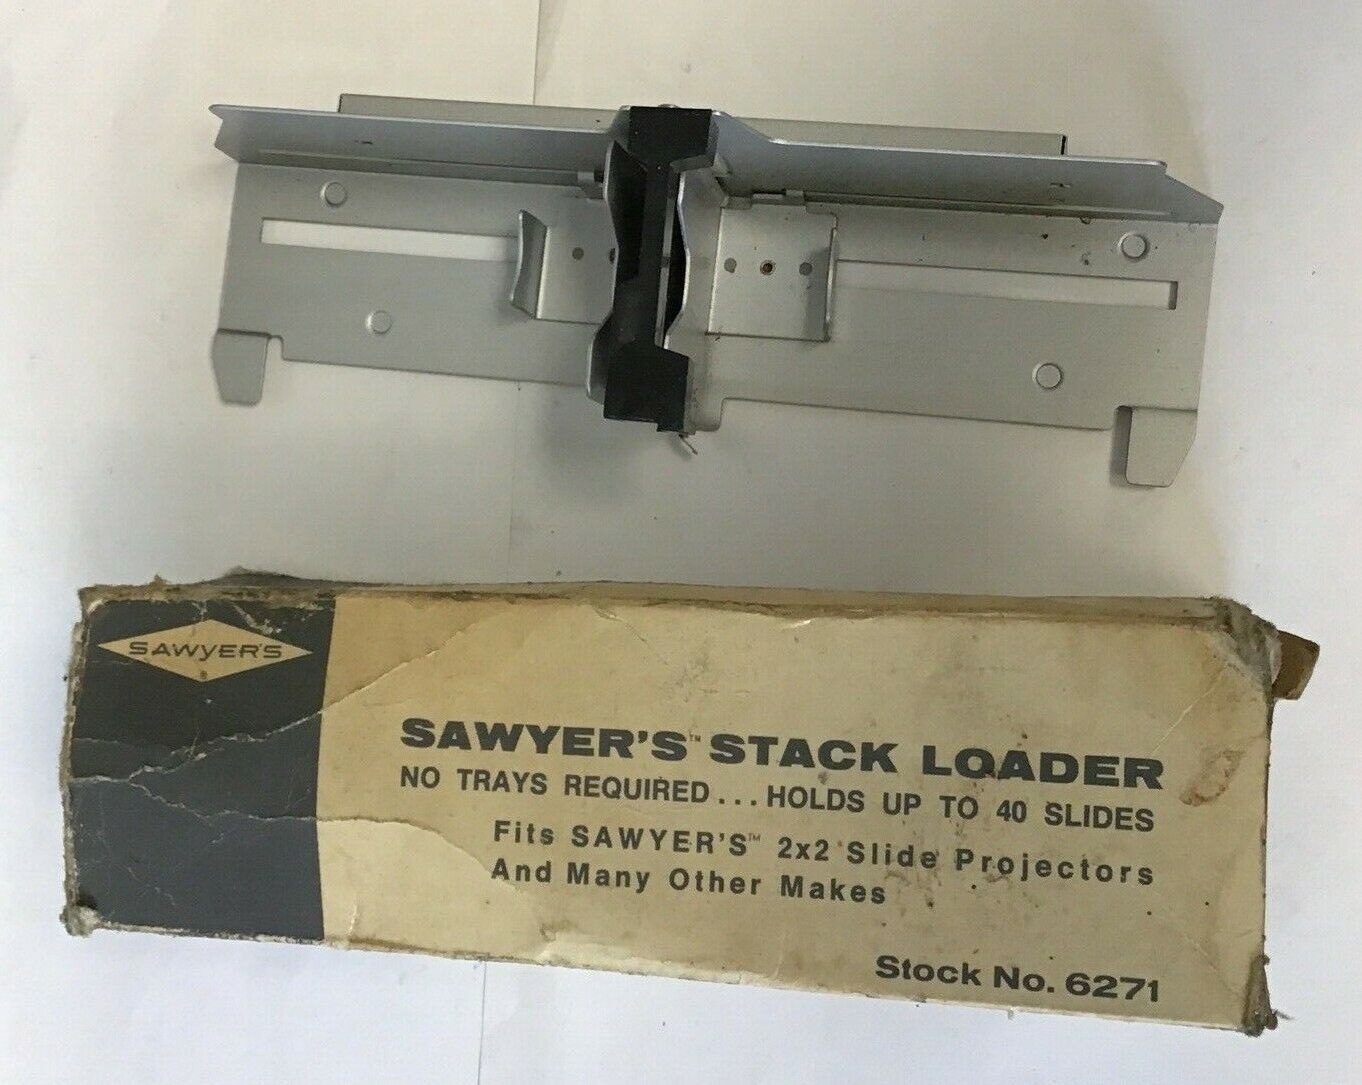 SAWYER'S
®
SAWYER'S™ STACK LOADER
NO TRAYS REQUIRED...HOLDS UP TO 40 SLIDES
Fits SAWYER'S™ 2x2 Slide Projectors
And Many Other Makes
Stock No. 6271